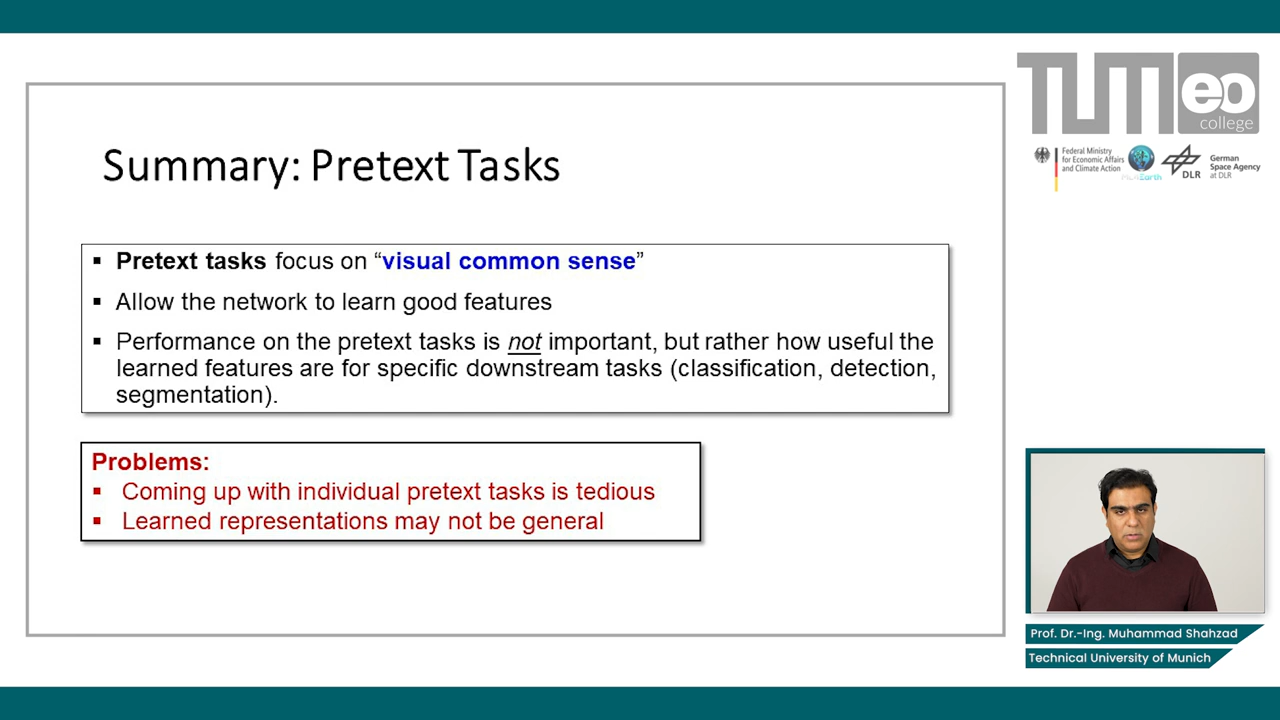 TUM eo
college
Federal Ministry
for Economic Affairs
and Climate Action
ML4Earth
DLR
German
Space Agency
at DLR
Summary: Pretext Tasks
▪ Pretext tasks focus on “visual common sense”
▪ Allow the network to learn good features
▪ Performance on the pretext tasks is not important, but rather how useful the
learned features are for specific downstream tasks (classification, detection,
segmentation).
Problems:
▪ Coming up with individual pretext tasks is tedious
▪ Learned representations may not be general
Prof. Dr.-Ing. Muhammad Shahzad
Technical University of Munich